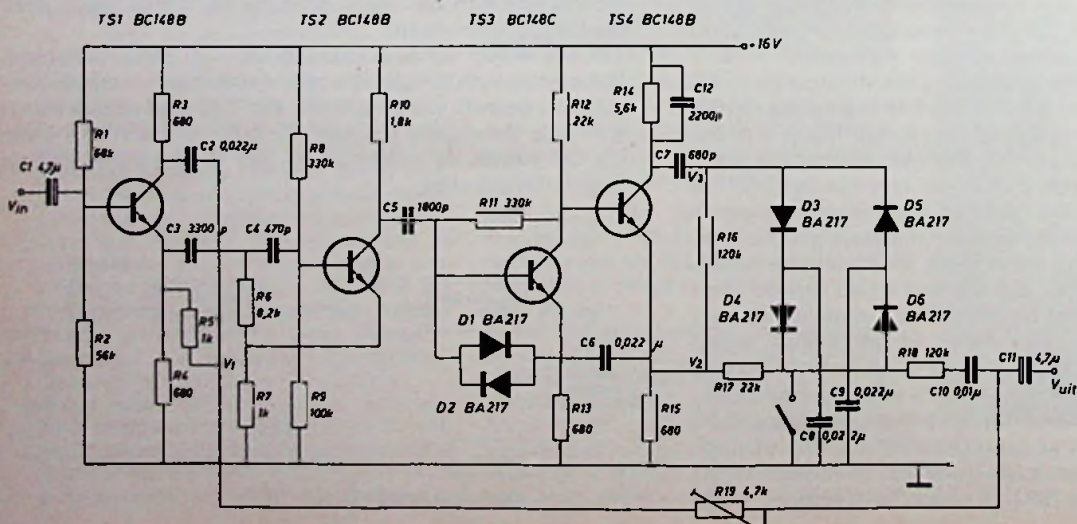 TS1 BC148B
TS2 BC148B
TS3 BC148C
TS4 BC148B
-16V
R3
680
R10
1,8k
R12
22k
R14
5,6k
C12
2200p
R1
68k
C2 0,022µ
R8
330k
C7 680p
V3
C1 4,7µ
Vin
C5 1800p
R11 330k
D3
BA217
D5
BA217
C3 3300 p
C4 470p
R16
120k
R6
8,2k
D1 BA217
D4
BA217
D6
BA217
R5
1k
C6 0,022 µ
R2
56k
V1
V2
R18 120k
C11 4,7µ
R4
680
R17 22k
C10 0,01µ
Vuit
D2 BA217
C9 0,022µ
R7
1k
R9
100k
R13
680
R15
680
C8 0,022µ
R19 4,7k